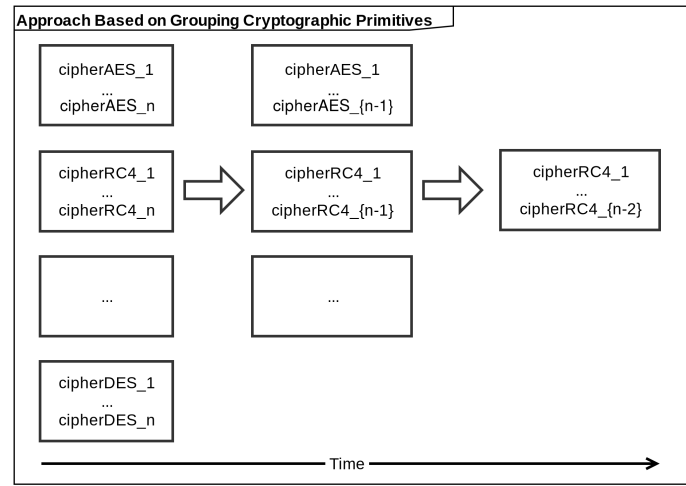 Approach Based on Grouping Cryptographic Primitives
cipherAES_1
...
cipherAES_n
cipherAES_1
...
cipherAES_{n-1}
cipherRC4_1
...
cipherRC4_n
cipherRC4_1
...
cipherRC4_{n-1}
cipherRC4_1
...
cipherRC4_{n-2}
...
...
cipherDES_1
...
cipherDES_n
Time